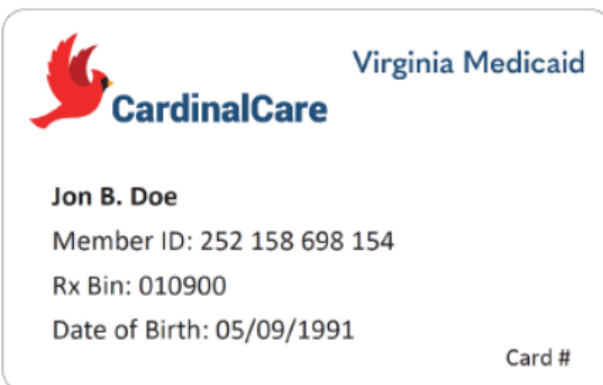 Virginia Medicaid
CardinalCare
Jon B. Doe
Member ID: 252 158 698 154
Rx Bin: 010900
Date of Birth: 05/09/1991
Card #